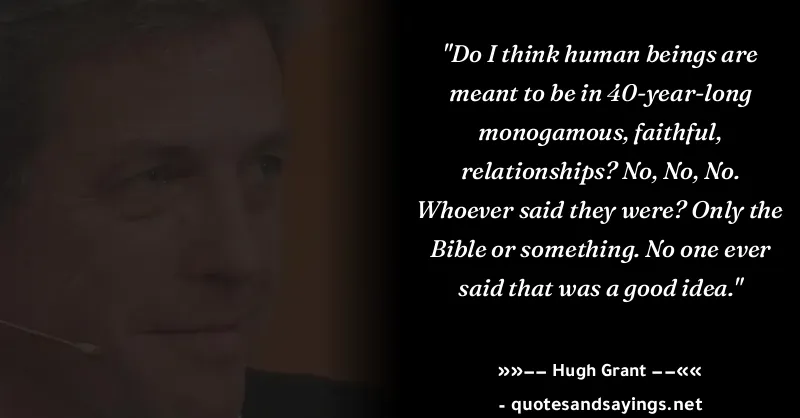 "Do I think human beings are
meant to be in 40-year-long
monogamous, faithful,
relationships? No, No, No.
Whoever said they were? Only the
Bible or something. No one ever
said that was a good idea."
»»−− Hugh Grant −−««
- quotesandsayings.net